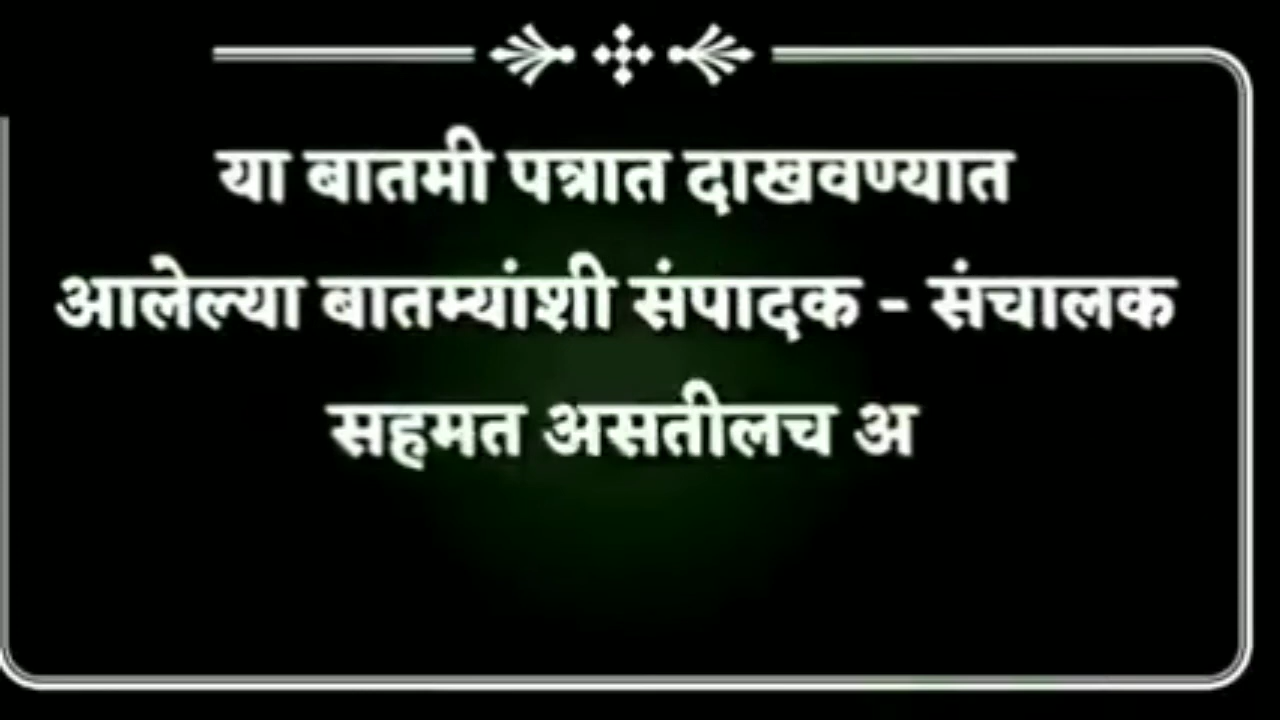 या बातमी पत्रात दाखवण्यात
आलेल्या बातम्यांशी संपादक - संचालक
सहमत असतीलच अ